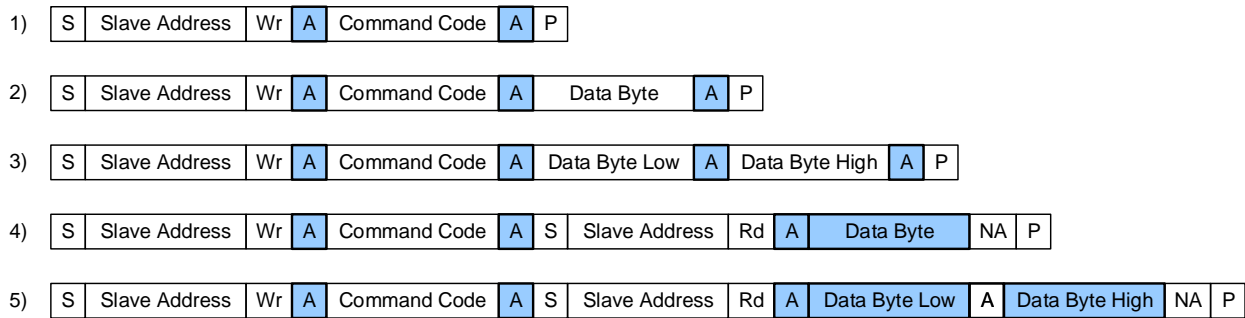 1) S Slave Address Wr A Command Code A P
2) S Slave Address Wr A Command Code A Data Byte A P
3) S Slave Address Wr A Command Code A Data Byte Low A Data Byte High A P
4) S Slave Address Wr A Command Code A S Slave Address Rd A Data Byte NA P
5) S Slave Address Wr A Command Code A S Slave Address Rd A Data Byte Low A Data Byte High NA P